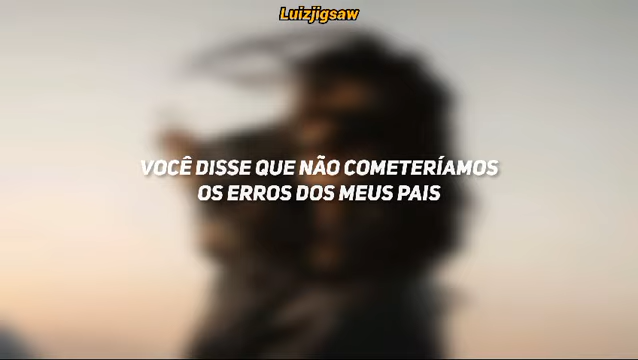 Luizjigsaw
VOCÊ DISSE QUE NÃO COMETERÍAMOS
OS ERROS DOS MEUS PAIS